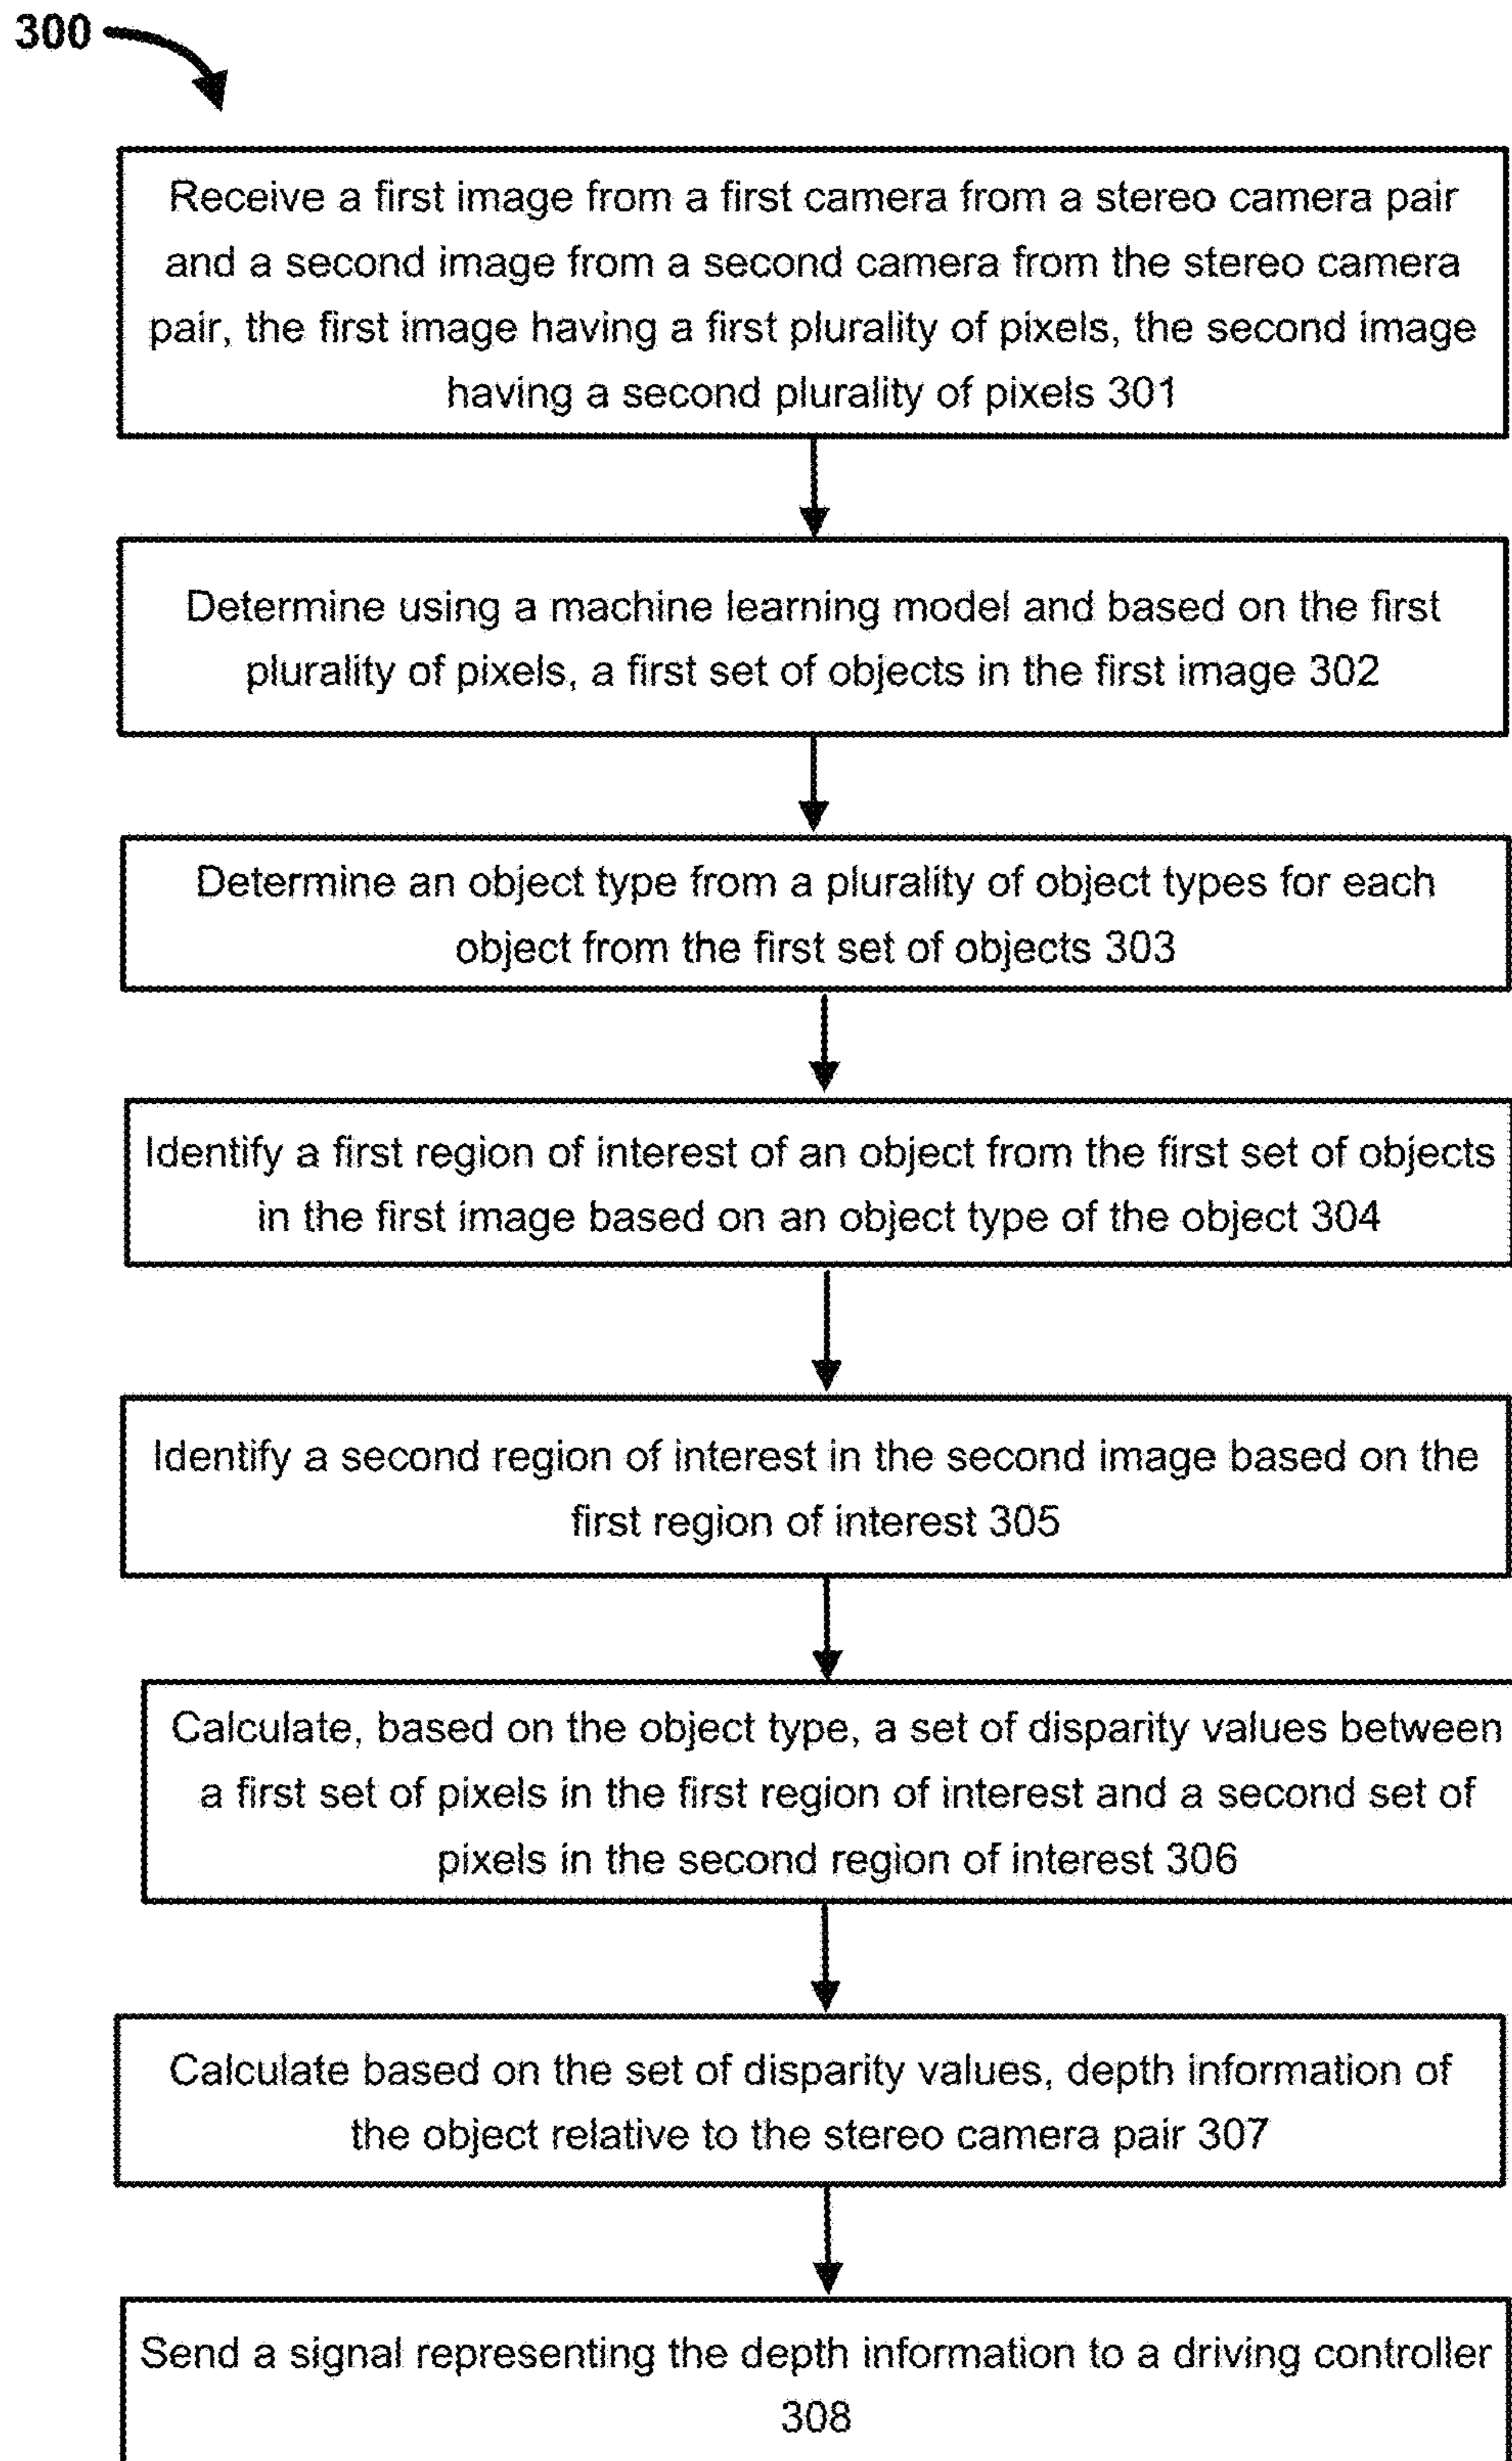 300
Receive a first image from a first camera from a stereo camera pair
and a second image from a second camera from the stereo camera
pair, the first image having a first plurality of pixels, the second image
having a second plurality of pixels 301
Determine using a machine learning model and based on the first
plurality of pixels, a first set of objects in the first image 302
Determine an object type from a plurality of object types for each
object from the first set of objects 303
Identify a first region of interest of an object from the first set of objects
in the first image based on an object type of the object 304
Identify a second region of interest in the second image based on the
first region of interest 305
Calculate, based on the object type, a set of disparity values between
a first set of pixels in the first region of interest and a second set of
pixels in the second region of interest 306
Calculate based on the set of disparity values, depth information of
the object relative to the stereo camera pair 307
Send a signal representing the depth information to a driving controller
308